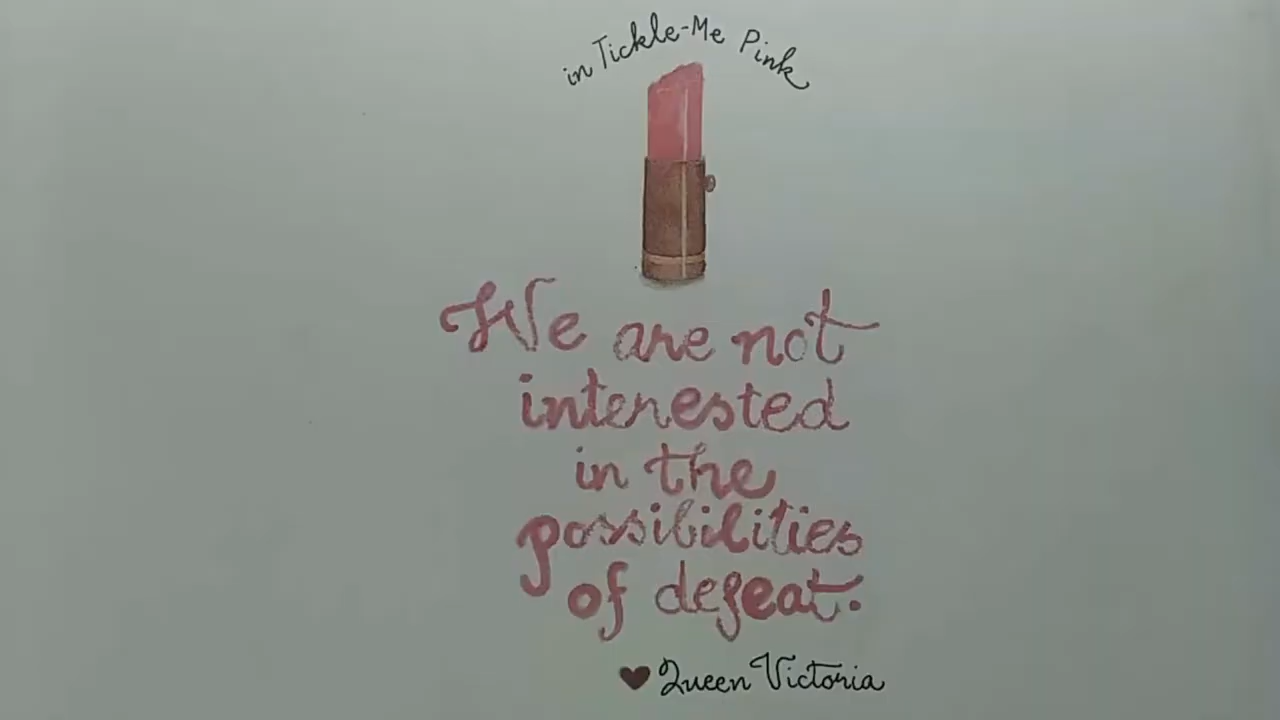 in Tickle-Me Pink
We are not
interested
in the
possibilities
of defeat.
Queen Victoria